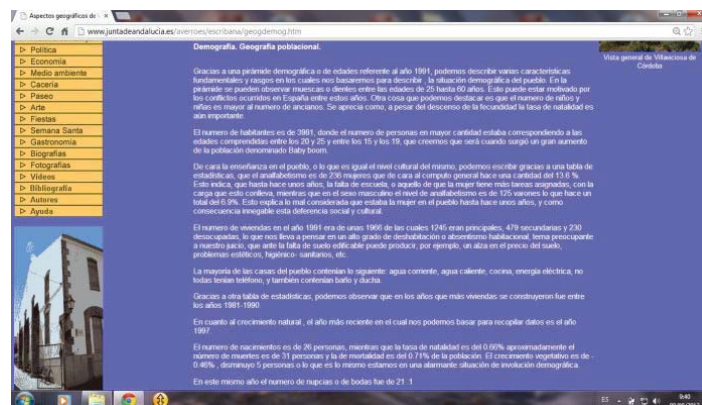 Aspectos geográficos de
www.juntadeandalucia.es/averroes/escribana/geogdemog.htm
Política
Economía
Medio ambiente
Cacería
Paseo
Arte
Fiestas
Semana Santa
Gastronomía
Biografías
Fotografías
Vídeos
Bibliografía
Autores
Ayuda
Demografía. Geografía poblacional.
Gracias a una pirámide demográfica o de edades referente al año 1991, podemos describir varias características
fundamentales y rasgos en los cuales nos basaremos para describir , la situación demográfica del pueblo. En la
pirámide se pueden observar muescas o dientes entre las edades de 25 hasta 60 años. Esto puede estar motivado por
los conflictos ocurridos en España entre estos años. Otra cosa que podemos destacar es que el numero de niños y
niñas es mayor al numero de ancianos. Se aprecia como, a pesar del descenso de la fecundidad la tasa de natalidad es
aún importante.
El numero de habitantes es de 3981, donde el numero de personas en mayor cantidad estaba correspondiendo a las
edades comprendidas entre los 20 y 25 y entre los 15 y los 19, que creemos que será cuando surgió un gran aumento
de la población denominado Baby boom.
De cara la enseñanza en el pueblo, o lo que es igual el nivel cultural del mismo, podemos escribir gracias a una tabla de
estadísticas, que el analfabetismo es de 236 mujeres que de cara al computo general hace una cantidad del 13.6 %.
Esto indica, que hasta hace unos años, la falta de escuela, o aquello de que la mujer tiene más tareas asignadas, con la
carga que esto conlleva, mientras que en el sexo masculino el nivel de analfabetismo es de 125 varones lo que hace un
total del 6.9%. Esto explica lo mal considerada que estaba la mujer en el pueblo hasta hace unos años, y como
consecuencia innegable esta deferencia social y cultural.
El numero de viviendas en el año 1991 era de unas 1966 de las cuales 1245 eran principales, 479 secundarias y 230
desocupadas, lo que nos lleva a pensar en un alto grado de deshabitación o absentismo habitacional, tema preocupante
a nuestro juicio, que ante la falta de suelo edificable puede producir, por ejemplo, un alza en el precio del suelo,
problemas estéticos, higiénico- sanitarios, etc.
La mayoría de las casas del pueblo contenían lo siguiente: agua corriente, agua caliente, cocina, energía eléctrica, no
todas tenían teléfono, y también contenían baño y ducha.
Gracias a otra tabla de estadísticas, podemos observar que en los años que más viviendas se construyeron fue entre
los años 1981-1990.
En cuanto al crecimiento natural , el año más reciente en el cual nos podemos basar para recopilar datos es el año
1997.
El numero de nacimientos es de 26 personas, mientras que la tasa de natalidad es del 0.66% aproximadamente el
número de muertes es de 31 personas y la de mortalidad es del 0.71% de la población. El crecimiento vegetativo es de -
0.46% , disminuyo 5 personas o lo que es lo mismo estamos en una alarmante situación de involución demográfica.
En este mismo año el numero de nupcias o de bodas fue de 21 .1
Vista general de Villaviciosa de
Córdoba
ES
9:40